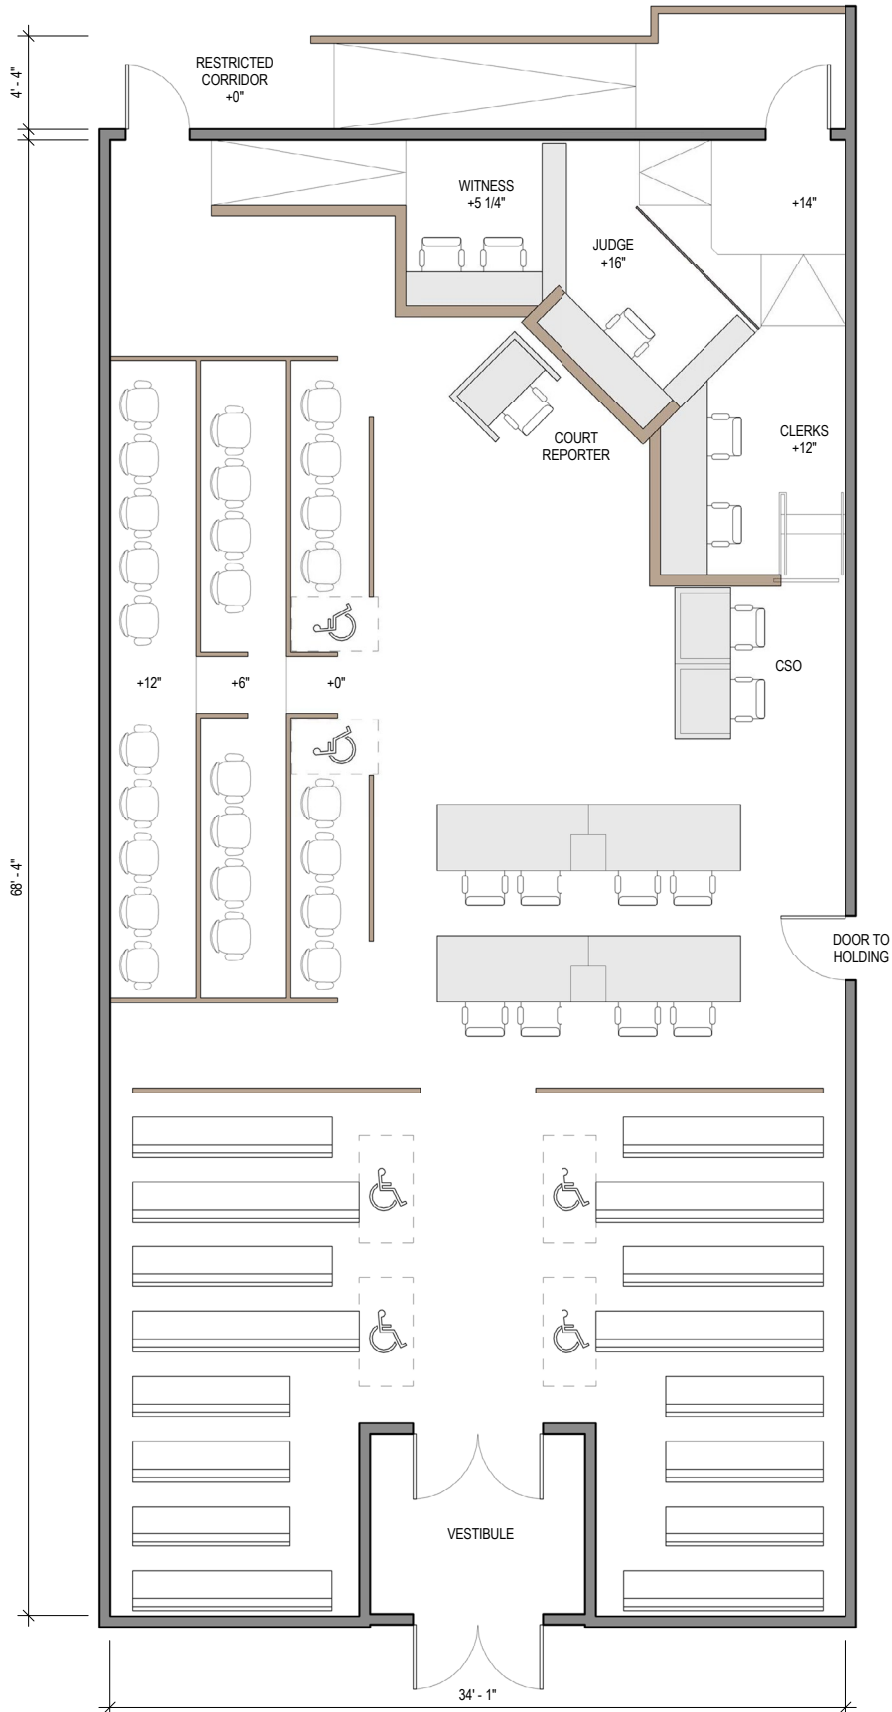 4' - 4"
RESTRICTED
CORRIDOR
+0"
WITNESS
+5 1/4"
+14"
JUDGE
+16"
CLERKS
+12"
COURT
REPORTER
CSO
+12"
+6"
+0"
68' - 4"
DOOR TO
HOLDING
VESTIBULE
34' - 1"